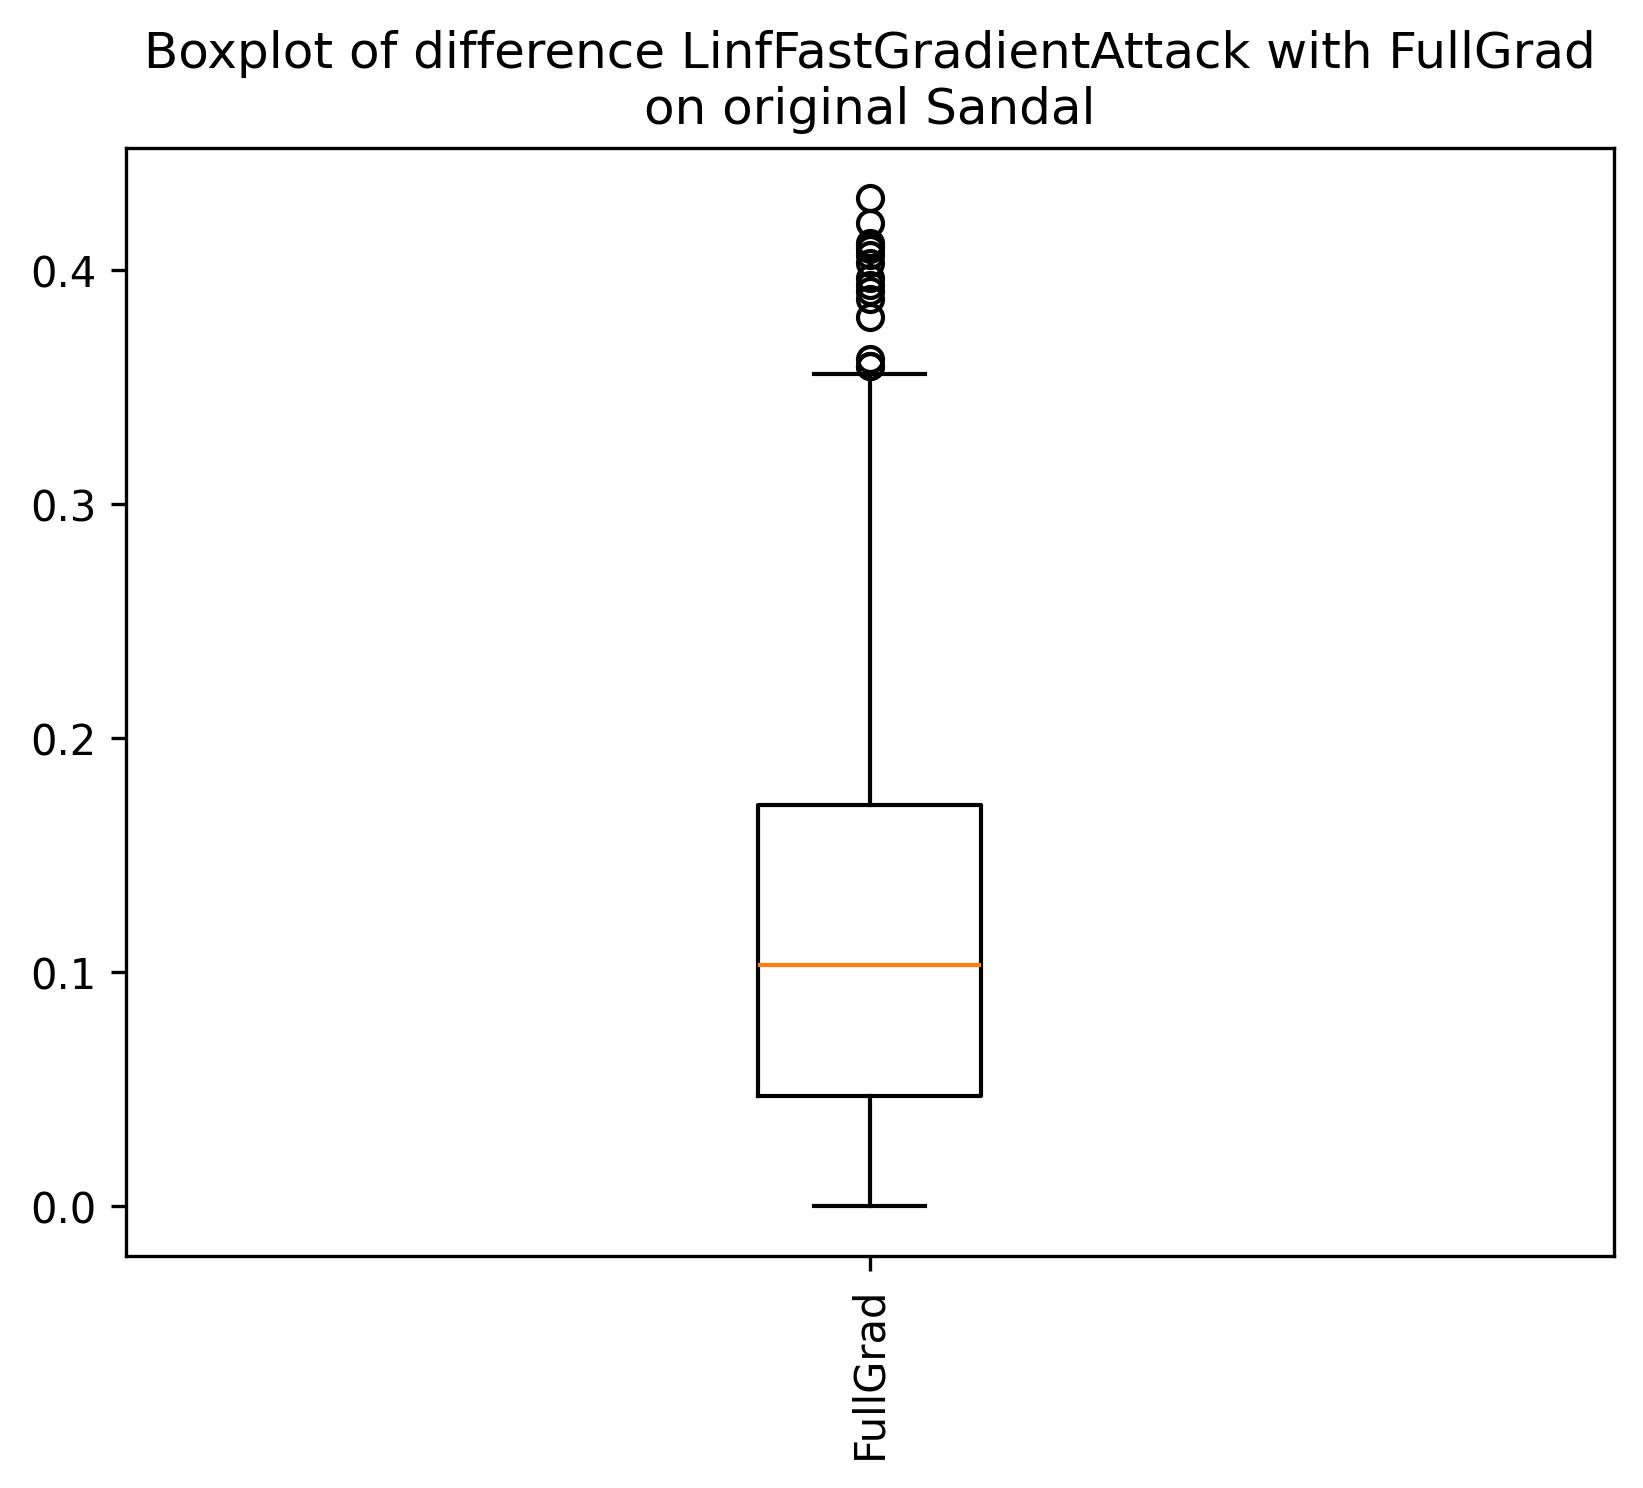 Boxplot of difference LinfFastGradientAttack with FullGrad
on original Sandal
0.4
0.3
0.2
0.1
0.0
FullGrad